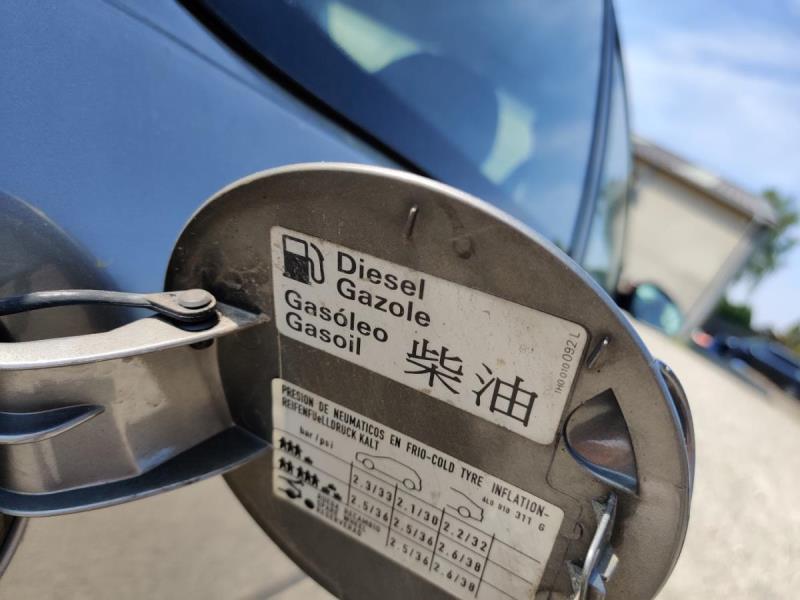 Diesel
Gazole
Gasóleo
Gasoil
柴油
1H0 010 092 L
PRESION DE NEUMATICOS EN FRIO-COLD TYRE INFLATION-
REIFENFUeLLDRUCK KALT
bar/psi
6L0 010 311 G
2.3/33 2.1/30 2.2/32
2.5/36 2.5/36 2.6/38
2.5/36 2.6/38